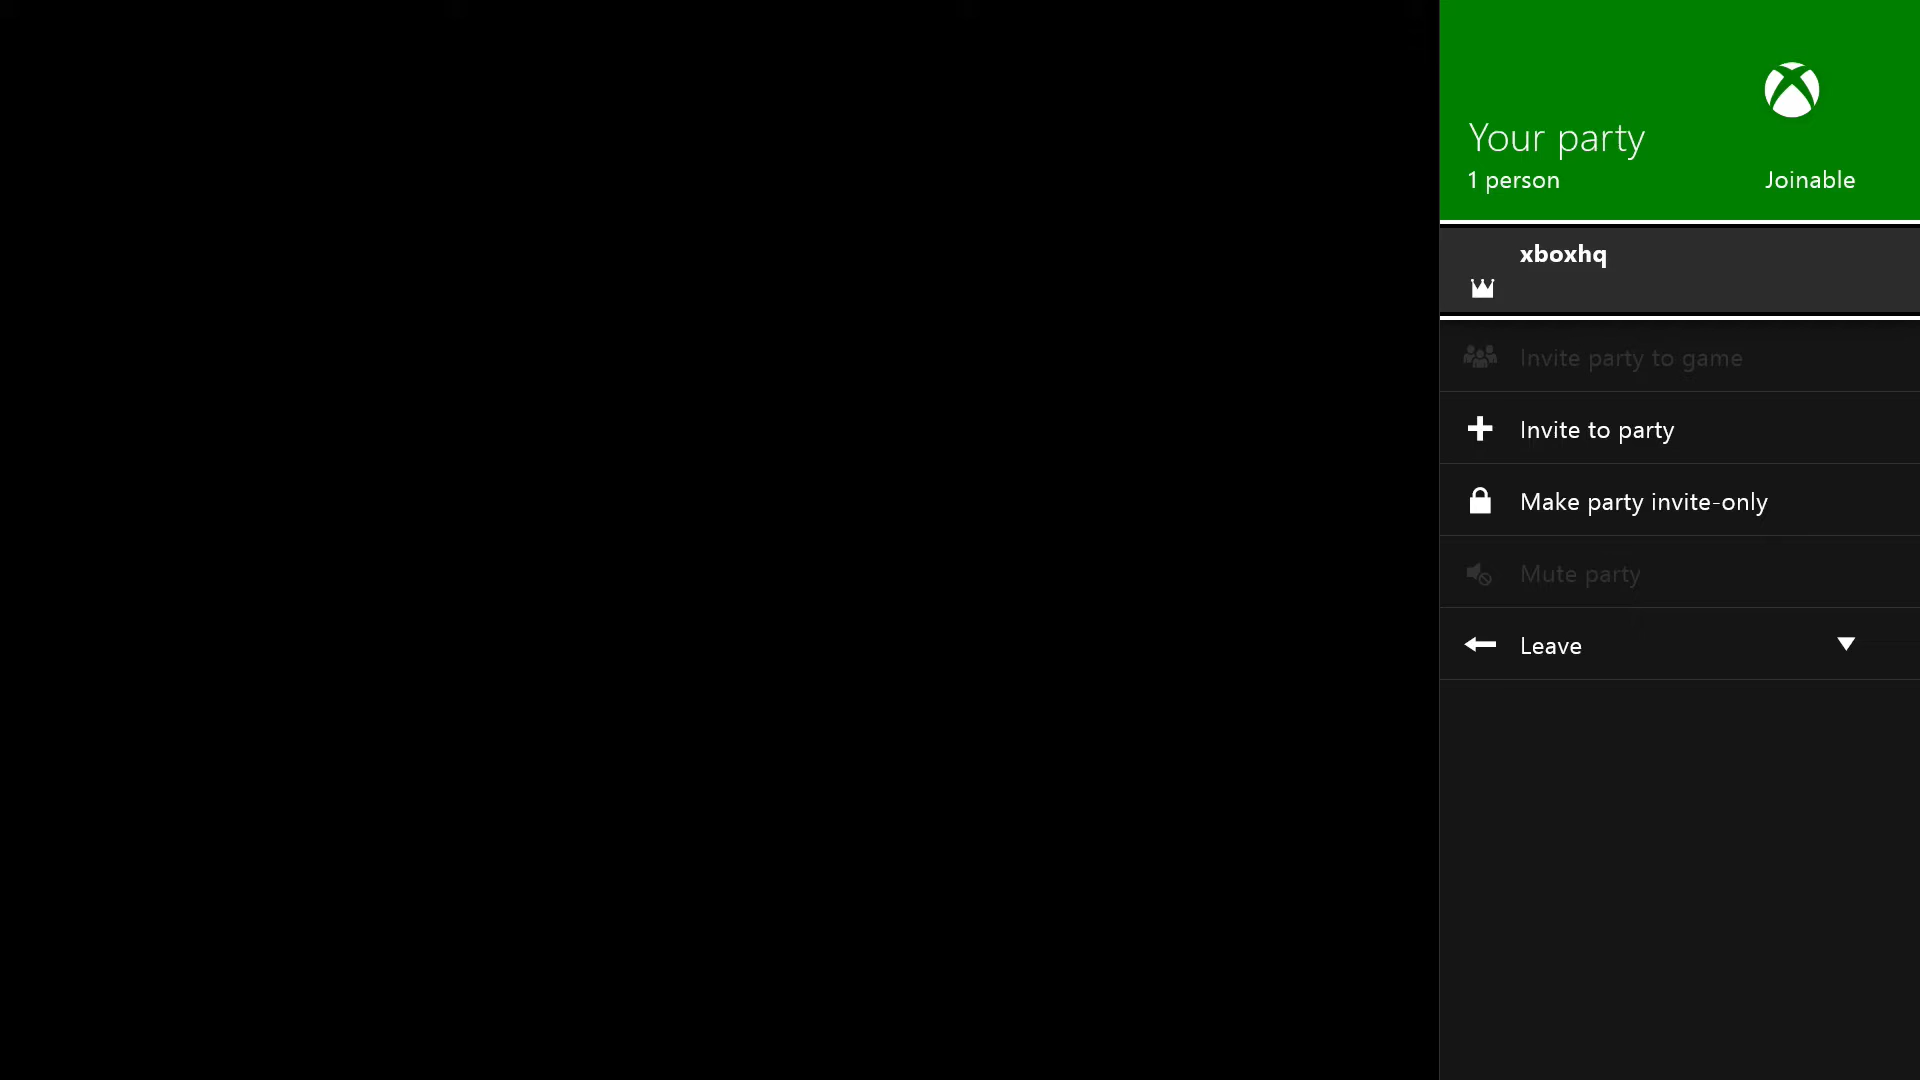 Your party
1 person
Joinable
xboxhq
Invite party to game
Invite to party
Make party invite-only
Mute party
Leave